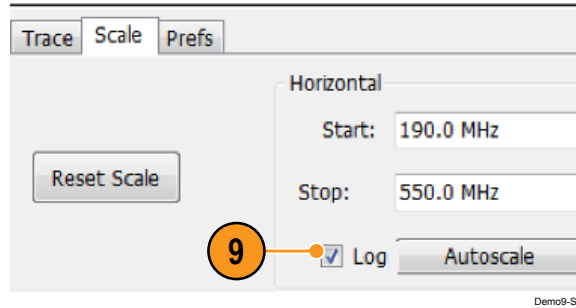 Trace Scale Prefs
Horizontal
Start: 190.0 MHz
Reset Scale
Stop: 550.0 MHz
9 Log Autoscale
Demo9-S